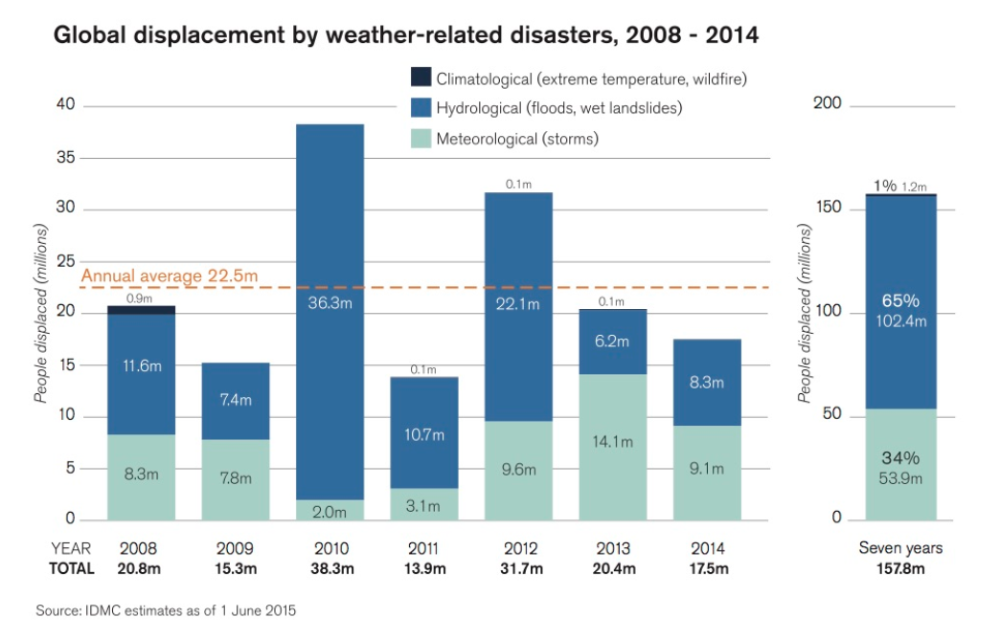 Global displacement by weather-related disasters, 2008 - 2014
Climatological (extreme temperature, wildfire)
Hydrological (floods, wet landslides)
Meteorological (storms)
People displaced (millions)
40
35
30
25
20
15
10
5
0
Annual average 22.5m
0.9m
11.6m
8.3m
7.4m
7.8m
36.3m
2.0m
0.1m
10.7m
3.1m
0.1m
22.1m
9.6m
0.1m
6.2m
14.1m
8.3m
9.1m
YEAR 2008 2009 2010 2011 2012 2013 2014
TOTAL 20.8m 15.3m 38.3m 13.9m 31.7m 20.4m 17.5m
People displaced (millions)
200
150
100
50
0
1% 1.2m
65%
102.4m
34%
53.9m
Seven years
157.8m
Source: IDMC estimates as of 1 June 2015